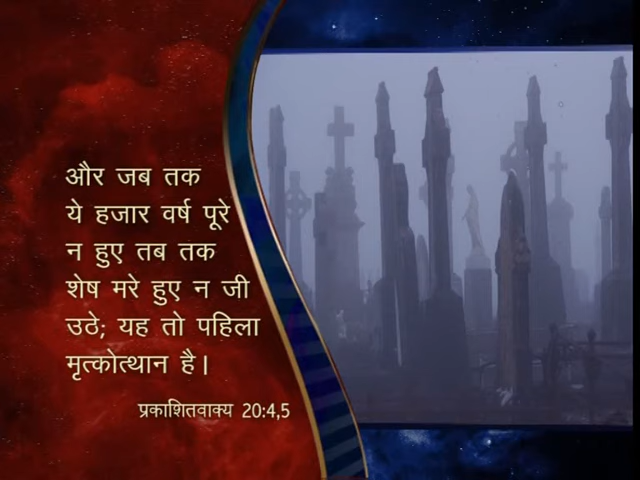 और जब तक
ये हजार वर्ष पूरे
न हुए तब तक
शेष मरे हुए न जी
उठे; यह तो पहिला
मृत्कोत्थान है।
प्रकाशितवाक्य 20:4,5